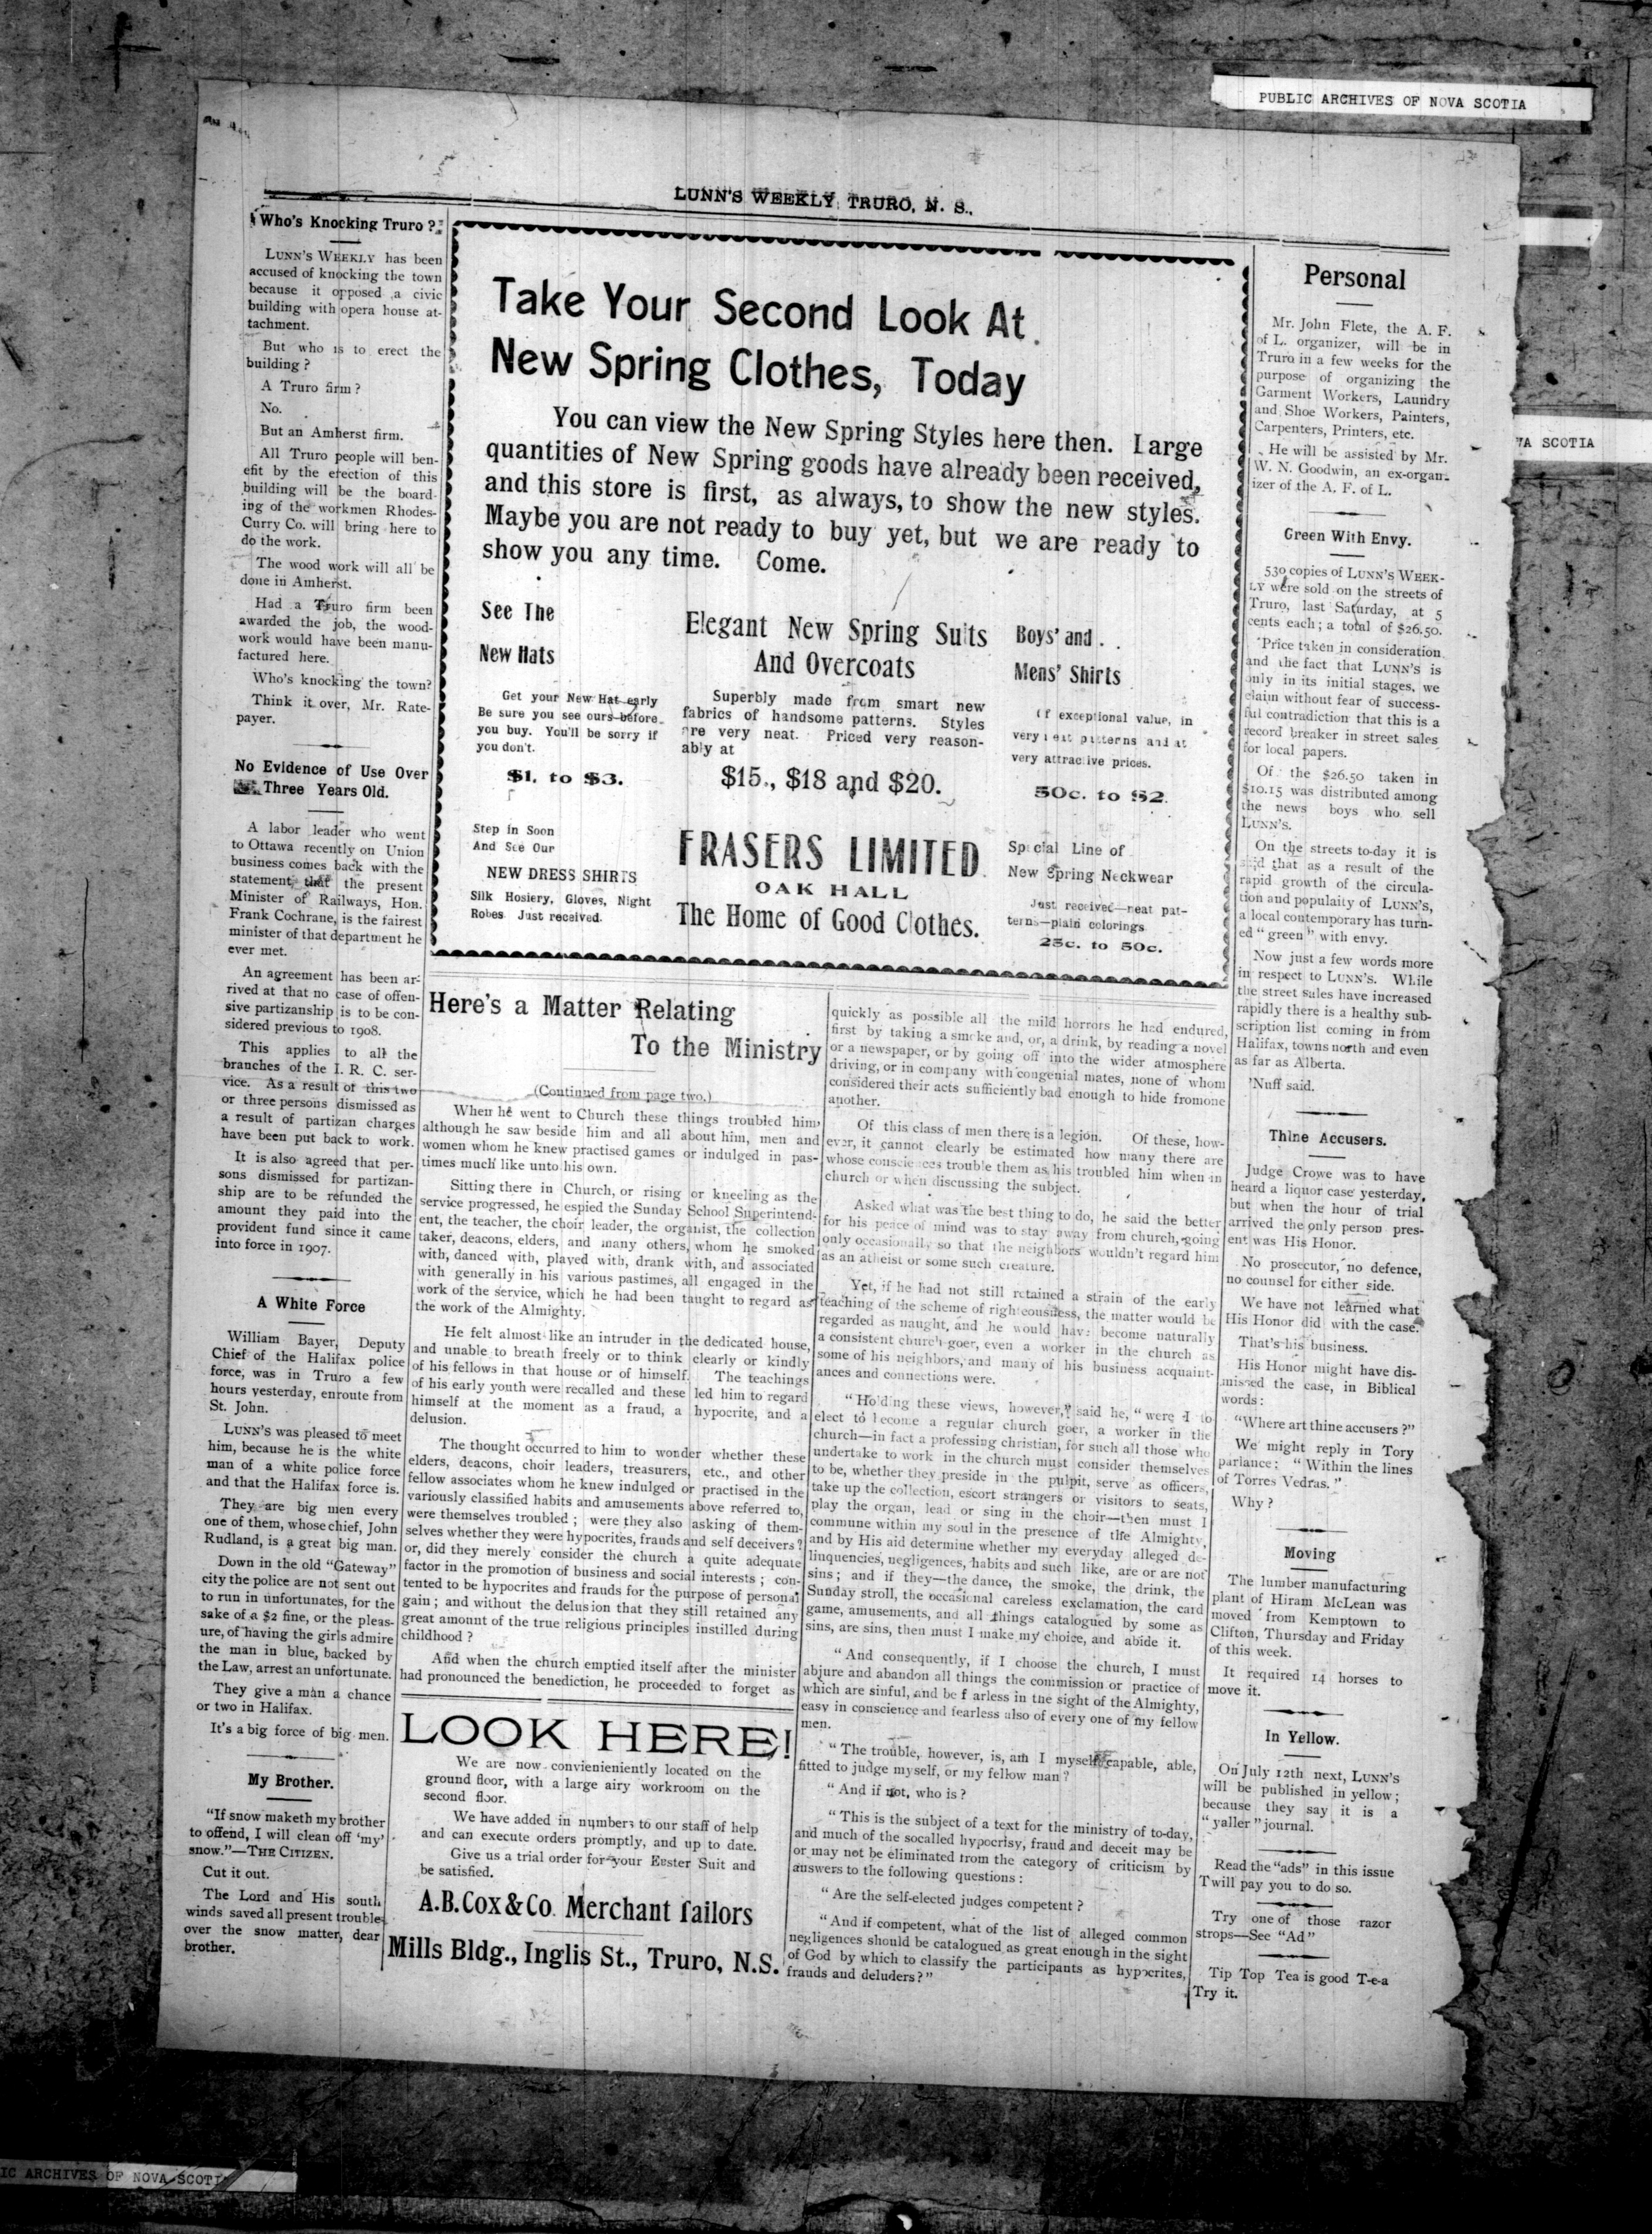 PUBLIC ARCHIVES OF NOVA SCOTIA
VA SCOTIA
LUNN'S WEEKLY, TRURO, N. S.,
Who's Knocking Truro?
LUNN'S WEEKLY has been
accused of knocking the town
because it opposed a civic
building with opera house at-
tachment.
But who is to erect the
building?
A Truro firm?
No.
But an Amherst firm.
All Truro people will ben-
efit by the erection of this
building will be the board-
ing of the workmen Rhodes-
Curry Co. will bring here to
do the work.
The wood work will all be
done in Amherst.
Had a Truro firm been
awarded the job, the wood-
work would have been manu-
factured here.
Who's knocking the town?
Think it over, Mr. Rate-
payer.
No Evidence of Use Over
Three Years Old.
A labor leader who went
to Ottawa recently on Union
business comes back with the
statement that the present
Minister of Railways, Hon.
Frank Cochrane, is the fairest
minister of that department he
ever met.
An agreement has been ar-
rived at that no case of offen-
sive partizanship is to be con-
sidered previous to 1908.
This applies to all the
branches of the I. R. C. ser-
vice. As a result of this two
or three persons dismissed as
a result of partizan charges
have been put back to work.
It is also agreed that per-
sons dismissed for partizan-
ship are to be refunded the
amount they paid into the
provident fund since it came
into force in 1907.
A White Force
William Bayer, Deputy
Chief of the Halifax police
force, was in Truro a few
hours yesterday, enroute from
St. John.
LUNN'S was pleased to meet
him, because he is the white
man of a white police force
and that the Halifax force is.
They are big men every
one of them, whose chief, John
Rudland, is a great big man.
Down in the old "Gateway"
city the police are not sent out
to run in unfortunates, for the
sake of a $2 fine, or the pleas-
ure, of having the girls admire
the man in blue, backed by
the Law, arrest an unfortunate.
They give a man a chance
or two in Halifax.
It's a big force of big men.
My Brother.
"If snow maketh my brother
to offend, I will clean off 'my'
snow."—THE CITIZEN.
Cut it out.
The Lord and His south
winds saved all present trouble
over the snow matter, dear
brother.
Take Your Second Look At
New Spring Clothes, Today
You can view the New Spring Styles here then. Large
quantities of New Spring goods have already been received,
and this store is first, as always, to show the new styles.
Maybe you are not ready to buy yet, but we are ready to
show you any time. Come.
See The
New Hats
Get your New Hat early
Be sure you see ours before
you buy. You'll be sorry if
you don't.
$1. to $3.
Elegant New Spring Suits
And Overcoats
Superbly made from smart new
fabrics of handsome patterns. Styles
are very neat. Priced very reason-
ably at
$15., $18 and $20.
Boys' and . .
Mens' Shirts
Of exceptional value, in
very neat patterns and at
very attractive prices.
50c. to $2.
Step in Soon
And See Our
NEW DRESS SHIRTS
Silk Hosiery, Gloves, Night
Robes Just received.
FRASERS LIMITED
OAK HALL
The Home of Good Clothes.
Special Line of
New Spring Neckwear
Just received—neat pat-
terns—plain colorings
25c. to 50c.
Here's a Matter Relating
To the Ministry
(Continued from page two.)
When he went to Church these things troubled him
although he saw beside him and all about him, men and
women whom he knew practised games or indulged in pas-
times much like unto his own.
Sitting there in Church, or rising or kneeling as the
service progressed, he espied the Sunday School Superintend-
ent, the teacher, the choir leader, the organist, the collection
taker, deacons, elders, and many others, whom he smoked
with, danced with, played with, drank with, and associated
with generally in his various pastimes, all engaged in the
work of the service, which he had been taught to regard as
the work of the Almighty.
He felt almost like an intruder in the dedicated house,
and unable to breath freely or to think clearly or kindly
of his fellows in that house or of himself. The teachings
of his early youth were recalled and these led him to regard
himself at the moment as a fraud, a hypocrite, and a
delusion.
The thought occurred to him to wonder whether these
elders, deacons, choir leaders, treasurers, etc., and other
fellow associates whom he knew indulged or practised in the
variously classified habits and amusements above referred to,
were themselves troubled; were they also asking of them-
selves whether they were hypocrites, frauds and self deceivers?
or, did they merely consider the church a quite adequate
factor in the promotion of business and social interests; con-
tented to be hypocrites and frauds for the purpose of personal
gain; and without the delusion that they still retained any
great amount of the true religious principles instilled during
childhood?
And when the church emptied itself after the minister
had pronounced the benediction, he proceeded to forget as
LOOK HERE!
We are now convienieniently located on the
ground floor, with a large airy workroom on the
second floor.
We have added in numbers to our staff of help
and can execute orders promptly, and up to date.
Give us a trial order for your Easter Suit and
be satisfied.
A.B.Cox & Co. Merchant Tailors
Mills Bldg., Inglis St., Truro, N.S.
quickly as possible all the mild horrors he had endured,
first by taking a smoke and, or, a drink, by reading a novel
or a newspaper, or by going off into the wider atmosphere
driving, or in company with congenial mates, none of whom
considered their acts sufficiently bad enough to hide fromone
another.
Of this class of men there is a legion. Of these, how-
ever, it cannot clearly be estimated how many there are
whose consciences trouble them as his troubled him when in
church or when discussing the subject.
Asked what was the best thing to do, he said the better
for his peace of mind was to stay away from church, going
only occasionally so that the neighbors wouldn't regard him
as an atheist or some such creature.
Yet, if he had not still retained a strain of the early
teaching of the scheme of righteousness, the matter would be
regarded as naught, and he would have become naturally
a consistent church goer, even a worker in the church as
some of his neighbors, and many of his business acquaint-
ances and connections were.
"Holding these views, however," said he, "were I to
elect to become a regular church goer, a worker in the
church—in fact a professing christian, for such all those who
undertake to work in the church must consider themselves
to be, whether they preside in the pulpit, serve as officers,
take up the collection, escort strangers or visitors to seats,
play the organ, lead or sing in the choir—then must I
commune within my soul in the presence of the Almighty,
and by His aid determine whether my everyday alleged de-
linquencies, negligences, habits and such like, are or are not
sins; and if they—the dance, the smoke, the drink, the
Sunday stroll, the occasional careless exclamation, the card
game, amusements, and all things catalogued by some as
sins, are sins, then must I make my choice, and abide it.
"And consequently, if I choose the church, I must
abjure and abandon all things the commission or practice of
which are sinful, and be f arless in the sight of the Almighty,
easy in conscience and fearless also of every one of my fellow
men.
"The trouble, however, is, am I myself capable, able,
fitted to judge myself, or my fellow man?
"And if not, who is?
"This is the subject of a text for the ministry of to-day,
and much of the socalled hypocrisy, fraud and deceit may be
or may not be eliminated from the category of criticism by
answers to the following questions:
"Are the self-elected judges competent?
"And if competent, what of the list of alleged common
negligences should be catalogued as great enough in the sight
of God by which to classify the participants as hypocrites,
frauds and deluders?"
Personal
Mr. John Flete, the A. F.
of L. organizer, will be in
Truro in a few weeks for the
purpose of organizing the
Garment Workers, Laundry
and Shoe Workers, Painters,
Carpenters, Printers, etc.
He will be assisted by Mr.
W. N. Goodwin, an ex-organ-
izer of the A. F. of L.
Green With Envy.
530 copies of LUNN'S WEEK-
LY were sold on the streets of
Truro, last Saturday, at 5
cents each; a total of $26.50.
Price taken in consideration
and the fact that LUNN'S is
only in its initial stages, we
claim without fear of success-
ful contradiction that this is a
record breaker in street sales
for local papers.
Of the $26.50 taken in
$10.15 was distributed among
the news boys who sell
LUNN'S.
On the streets to-day it is
said that as a result of the
rapid growth of the circula-
tion and populaity of LUNN'S,
a local contemporary has turn-
ed "green" with envy.
Now just a few words more
in respect to LUNN'S. While
the street sales have increased
rapidly there is a healthy sub-
scription list coming in from
Halifax, towns north and even
as far as Alberta.
'Nuff said.
Thine Accusers.
Judge Crowe was to have
heard a liquor case yesterday,
but when the hour of trial
arrived the only person pres-
ent was His Honor.
No prosecutor, no defence,
no counsel for either side.
We have not learned what
His Honor did with the case.
That's his business.
His Honor might have dis-
missed the case, in Biblical
words:
"Where art thine accusers?"
We might reply in Tory
parlance: "Within the lines
of Torres Vedras."
Why?
Moving
The lumber manufacturing
plant of Hiram McLean was
moved from Kemptown to
Clifton, Thursday and Friday
of this week.
It required 14 horses to
move it.
In Yellow.
On July 12th next, LUNN'S
will be published in yellow;
because they say it is a
"yaller" journal.
Read the "ads" in this issue
Twill pay you to do so.
Try one of those razor
strops—See "Ad"
Tip Top Tea is good T-e-a
Try it.
IC ARCHIVES OF NOVA SCOTIA